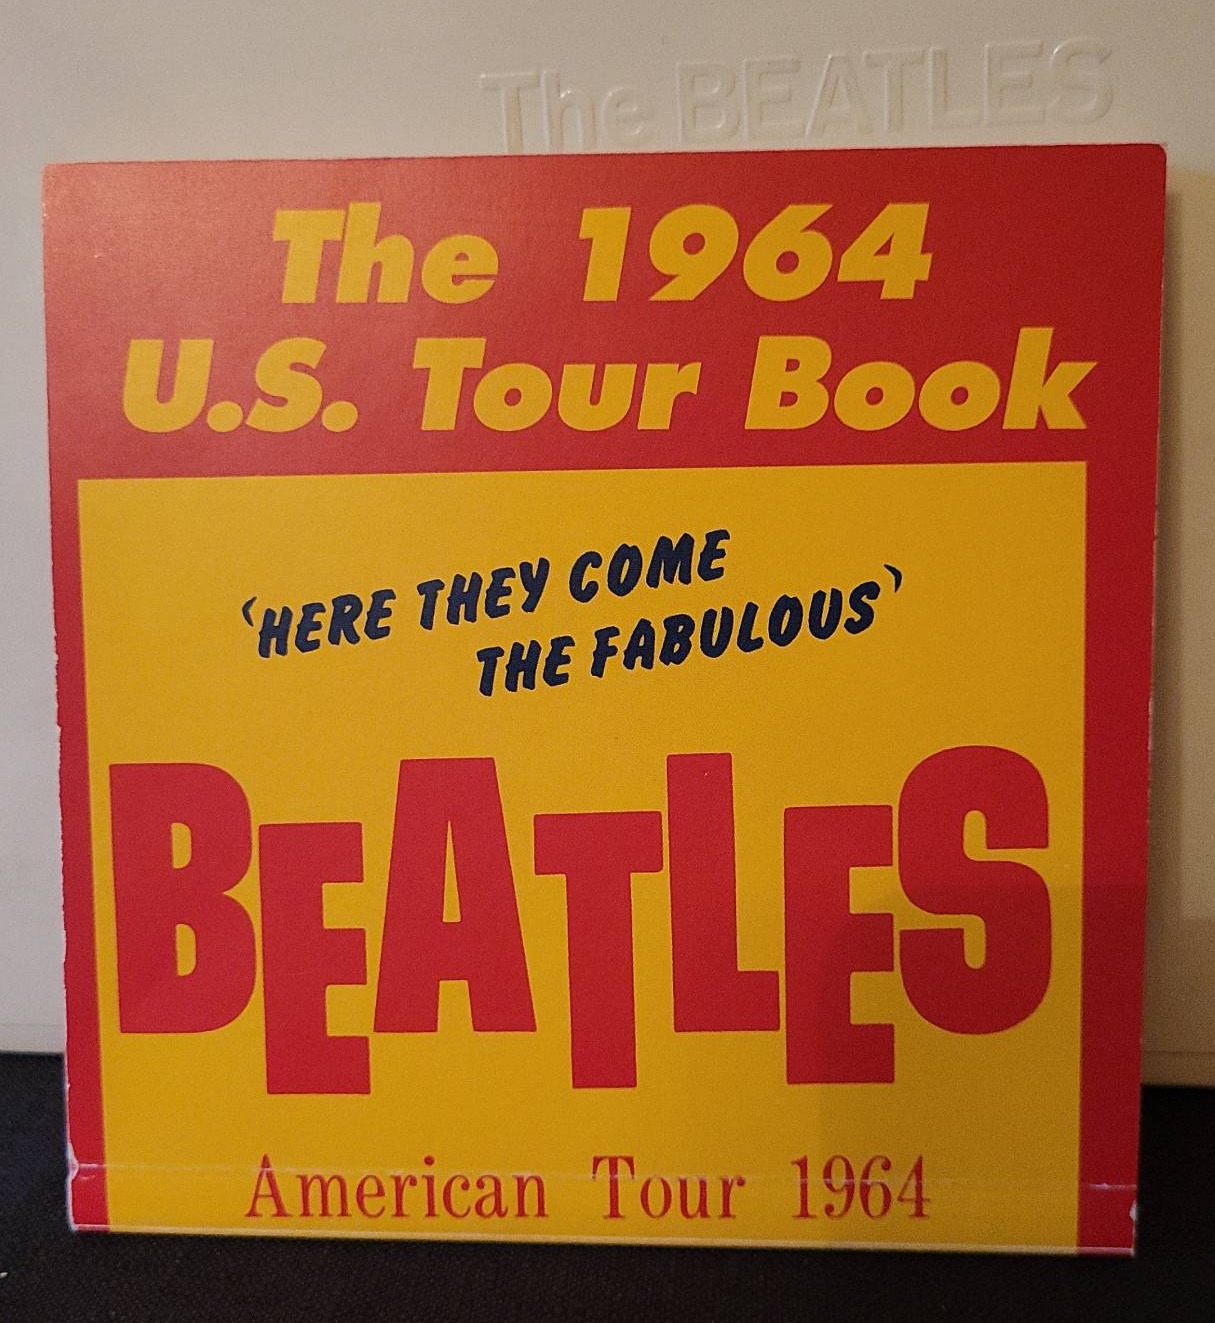 The BEATLES
The 1964
U.S. Tour Book
'HERE THEY COME
THE FABULOUS'
BEATLES
American Tour 1964